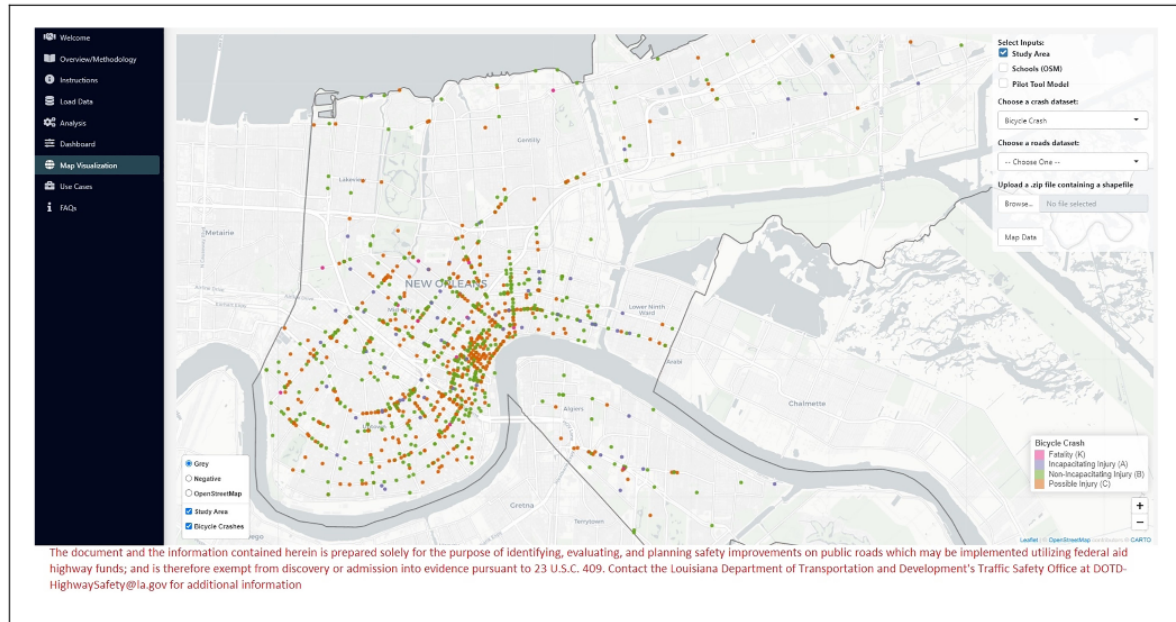 Welcome
Overview/Methodology
Instructions
Load Data
Analysis
Dashboard
Map Visualization
Use Cases
FAQs
Select Inputs:
Study Area
Schools (OSM)
Pilot Tool Model
Choose a crash dataset:
Bicycle Crash
Choose a roads dataset:
-- Choose One --
Upload a .zip file containing a shapefile
Browse... No file selected
Map Data
Gentilly
Lakeview
Metairie
NEW ORLEANS
Lower Ninth
Ward
Arabi
Chalmette
Algiers
Gretna
Terrytown
Grey
Negative
OpenStreetMap
Study Area
Bicycle Crashes
Bicycle Crash
Fatality (K)
Incapacitating Injury (A)
Non-incapacitating Injury (B)
Possible Injury (C)
+
−
Leaflet | © OpenStreetMap contributors © CARTO
The document and the information contained herein is prepared solely for the purpose of identifying, evaluating, and planning safety improvements on public roads which may be implemented utilizing federal aid
highway funds; and is therefore exempt from discovery or admission into evidence pursuant to 23 U.S.C. 409. Contact the Louisiana Department of Transportation and Development's Traffic Safety Office at DOTD-
HighwaySafety@la.gov for additional information